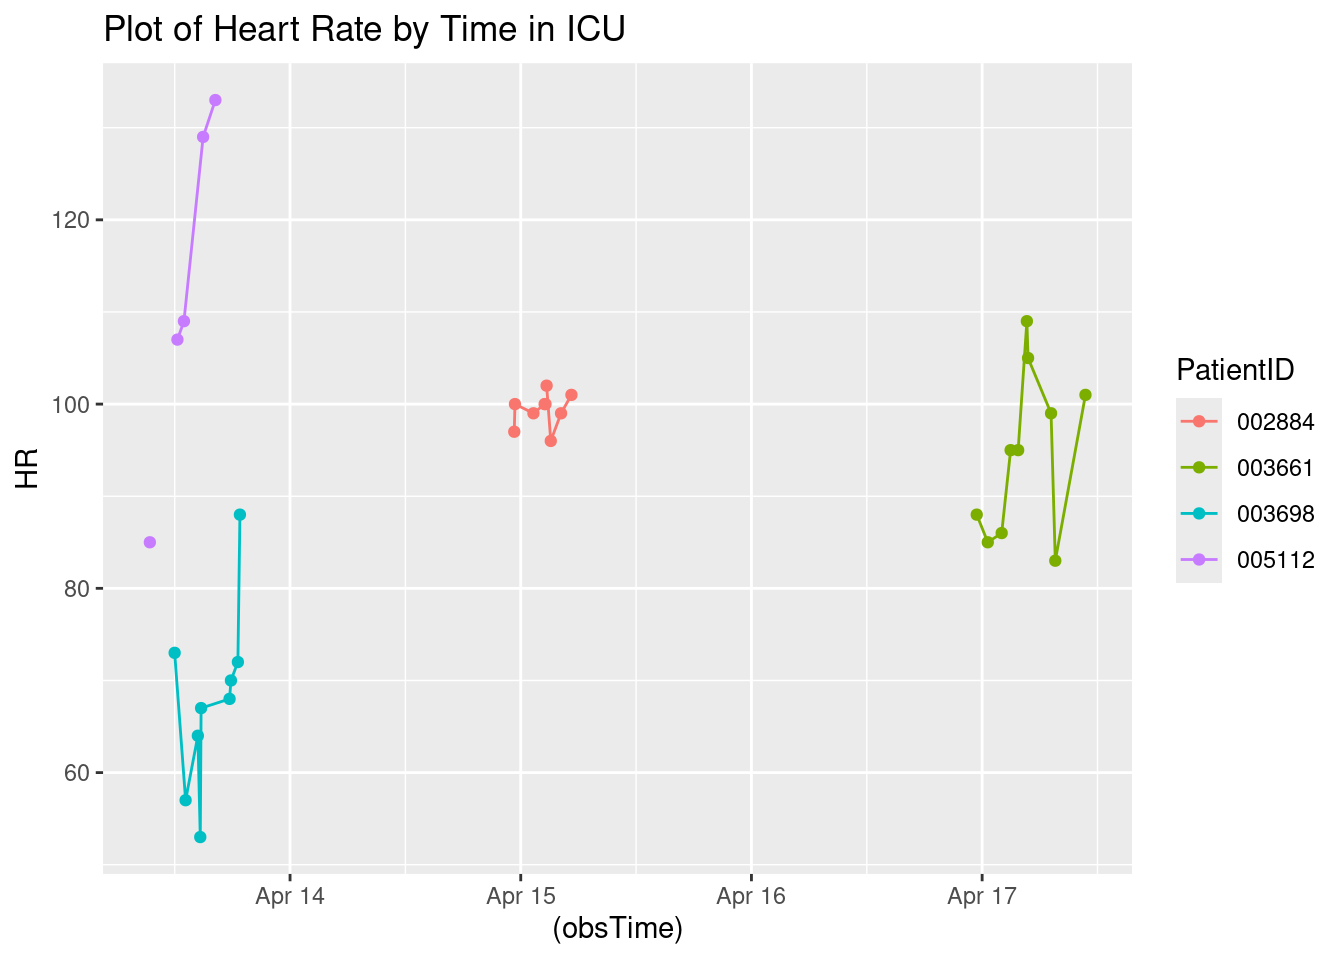 Plot of Heart Rate by Time in ICU
HR
120
100
80
60
Apr 14
Apr 15
Apr 16
Apr 17
(obsTime)
PatientID
002884
003661
003698
005112